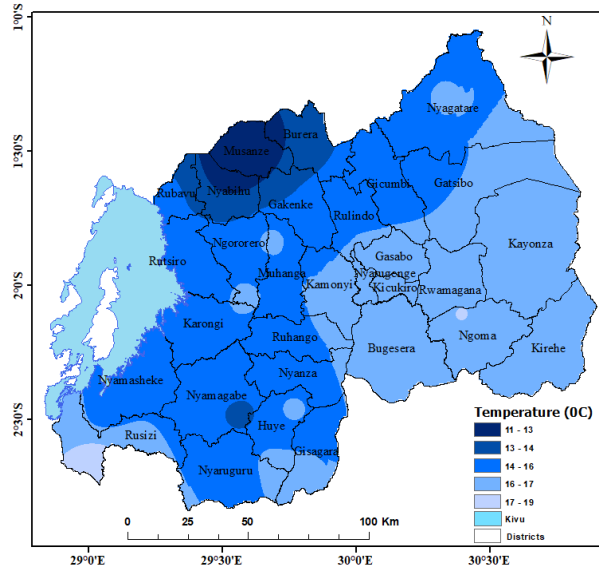 1°0'S
N
Nyagatare
Burera
1°30'S
Musanze
Nyabihu
Rubavu
Gakenke
Gicumbi
Gatsibo
Rulindo
Ngororero
Kayonza
Rutsiro
Gasabo
Muhanga
Kamonyi
Nyarugenge
2°0'S
Kicukiro
Rwamagana
Karongi
Ruhango
Bugesera
Ngoma
Kirehe
Nyanza
Nyamasheke
Nyamagabe
2°30'S
Huye
Rusizi
Gisagara
Nyaruguru
Temperature (0C)
11 - 13
13 - 14
14 - 16
16 - 17
17 - 19
Kivu
Districts
0 25 50 100 Km
29°0'E 29°30'E 30°0'E 30°30'E